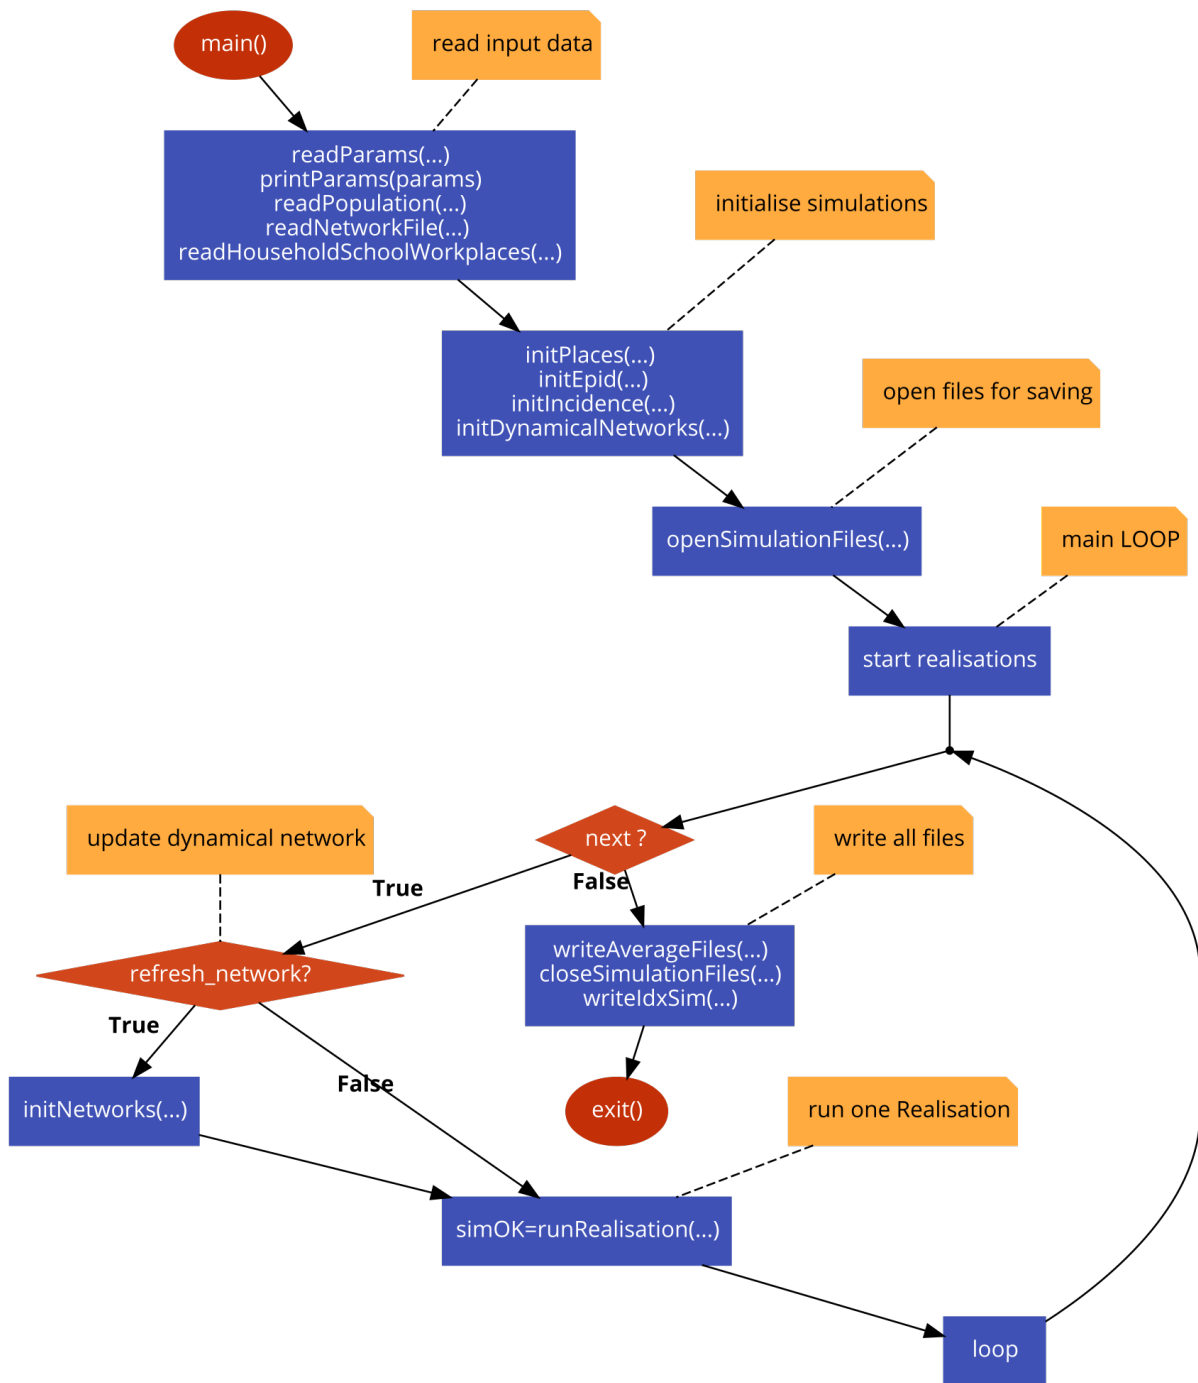 main()
read input data
readParams(...)
printParams(params)
readPopulation(...)
readNetworkFile(...)
readHouseholdSchoolWorkplaces(...)
initialise simulations
initPlaces(...)
initEpid(...)
initIncidence(...)
initDynamicalNetworks(...)
open files for saving
openSimulationFiles(...)
main LOOP
start realisations
next ?
update dynamical network
write all files
True
False
writeAverageFiles(...)
closeSimulationFiles(...)
writeIdxSim(...)
refresh_network?
True
False
initNetworks(...)
exit()
run one Realisation
simOK=runRealisation(...)
loop